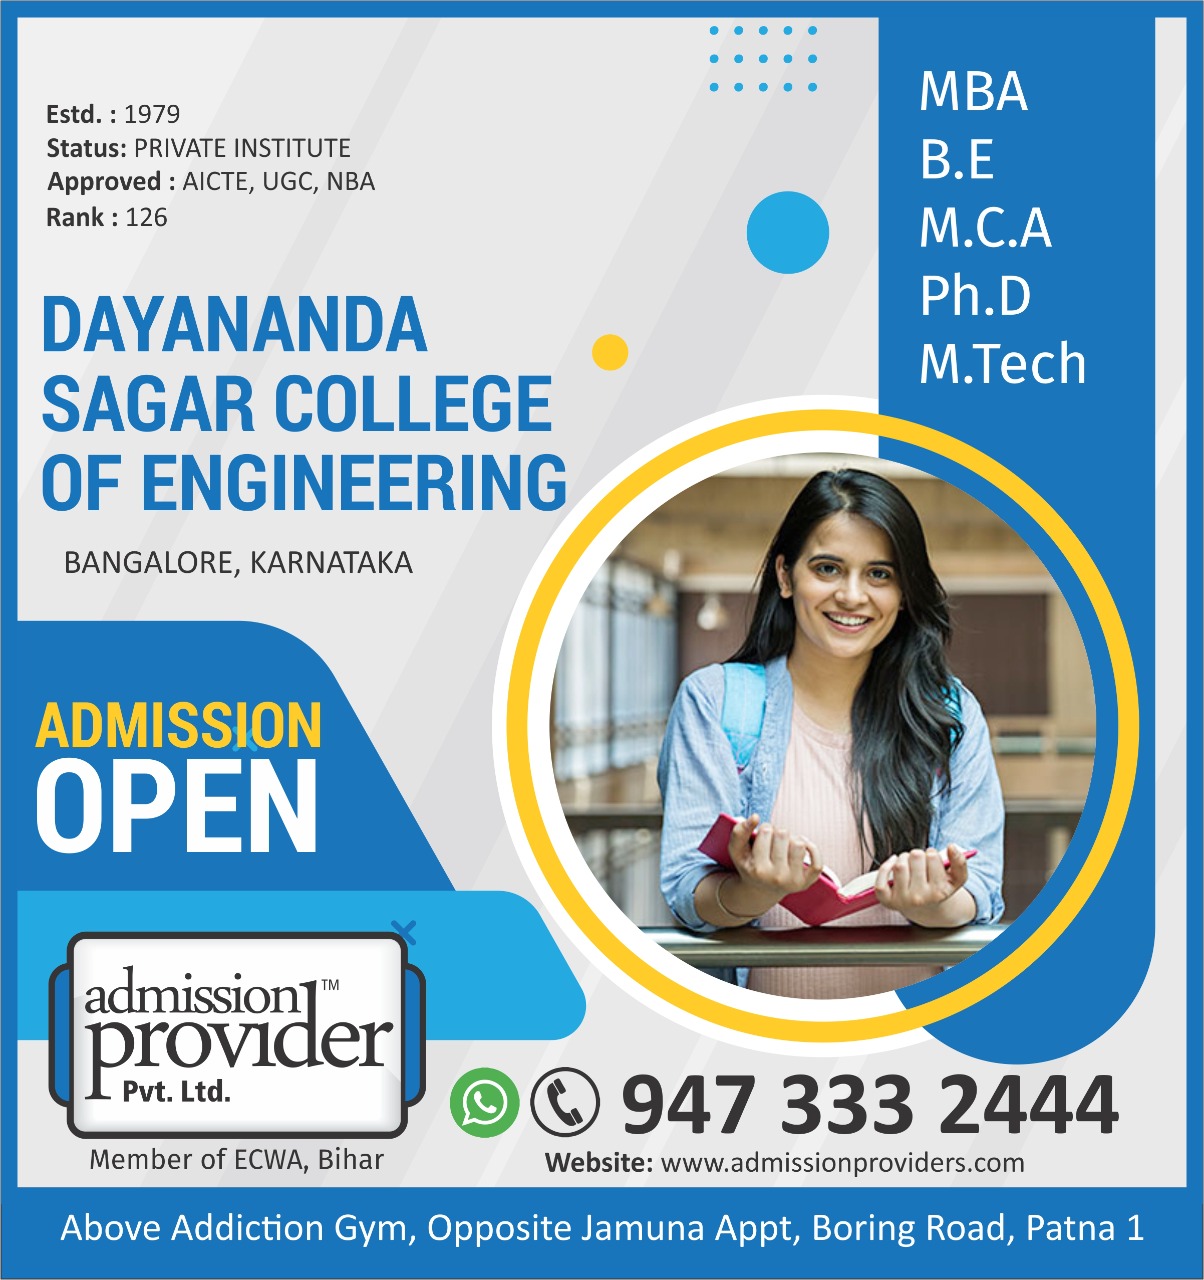 Estd. : 1979
Status: PRIVATE INSTITUTE
Approved : AICTE, UGC, NBA
Rank : 126
MBA
B.E
M.C.A
Ph.D
M.Tech
DAYANANDA
SAGAR COLLEGE
OF ENGINEERING
BANGALORE, KARNATAKA
ADMISSION
OPEN
admission TM
provider
Pvt. Ltd.
Member of ECWA, Bihar
947 333 2444
Website: www.admissionproviders.com
Above Addiction Gym, Opposite Jamuna Appt, Boring Road, Patna 1